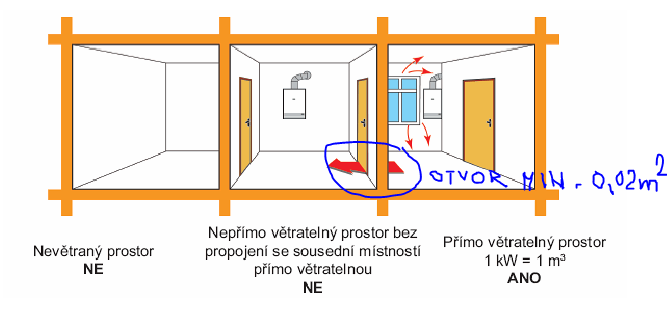 OTVOR MIN. 0,02m²
Nevětraný prostor
NE
Nepřímo větratelný prostor bez
propojení se sousední místností
přímo větratelnou
NE
Přímo větratelný prostor
1 kW = 1 m³
ANO